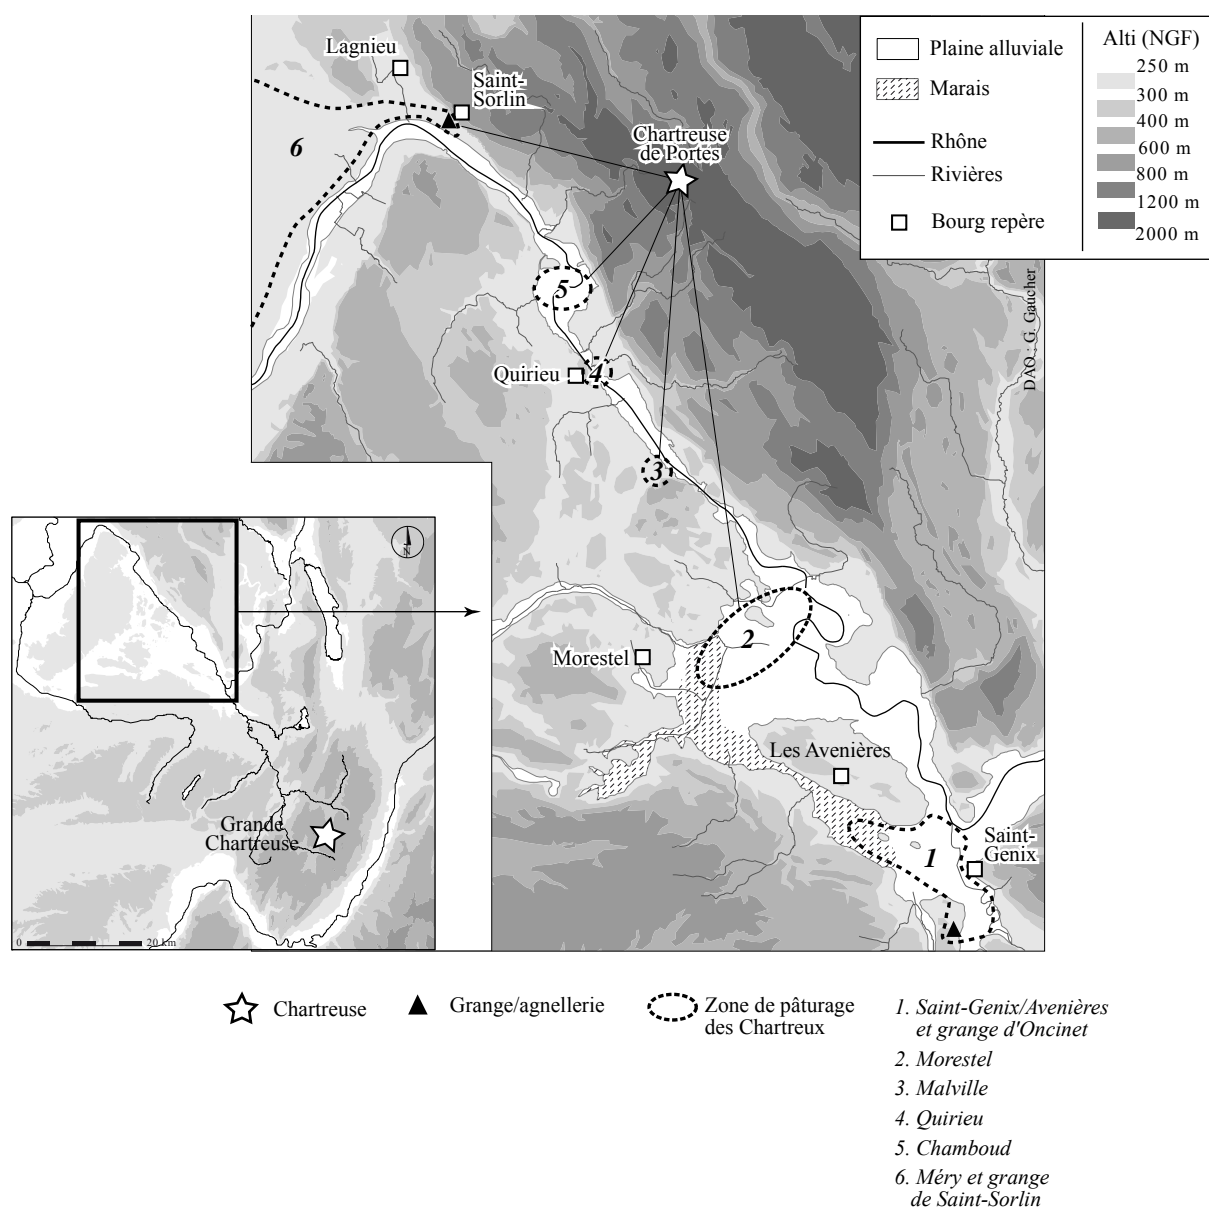 Lagnieu
Saint-
Sorlin
6
Chartreuse
de Portes
5
Quirieu
4
3
2
Morestel
Les Avenières
1
Saint-
Genix
Plaine alluviale
Marais
Rhône
Rivières
Bourg repère
Alti (NGF)
250 m
300 m
400 m
600 m
800 m
1200 m
2000 m
DAO : G. Gaucher
N
Grande
Chartreuse
0
20 km
Chartreuse
Grange/agnellerie
Zone de pâturage
des Chartreux
1. Saint-Genix/Avenières
et grange d'Oncinet
2. Morestel
3. Malville
4. Quirieu
5. Chamboud
6. Méry et grange
de Saint-Sorlin